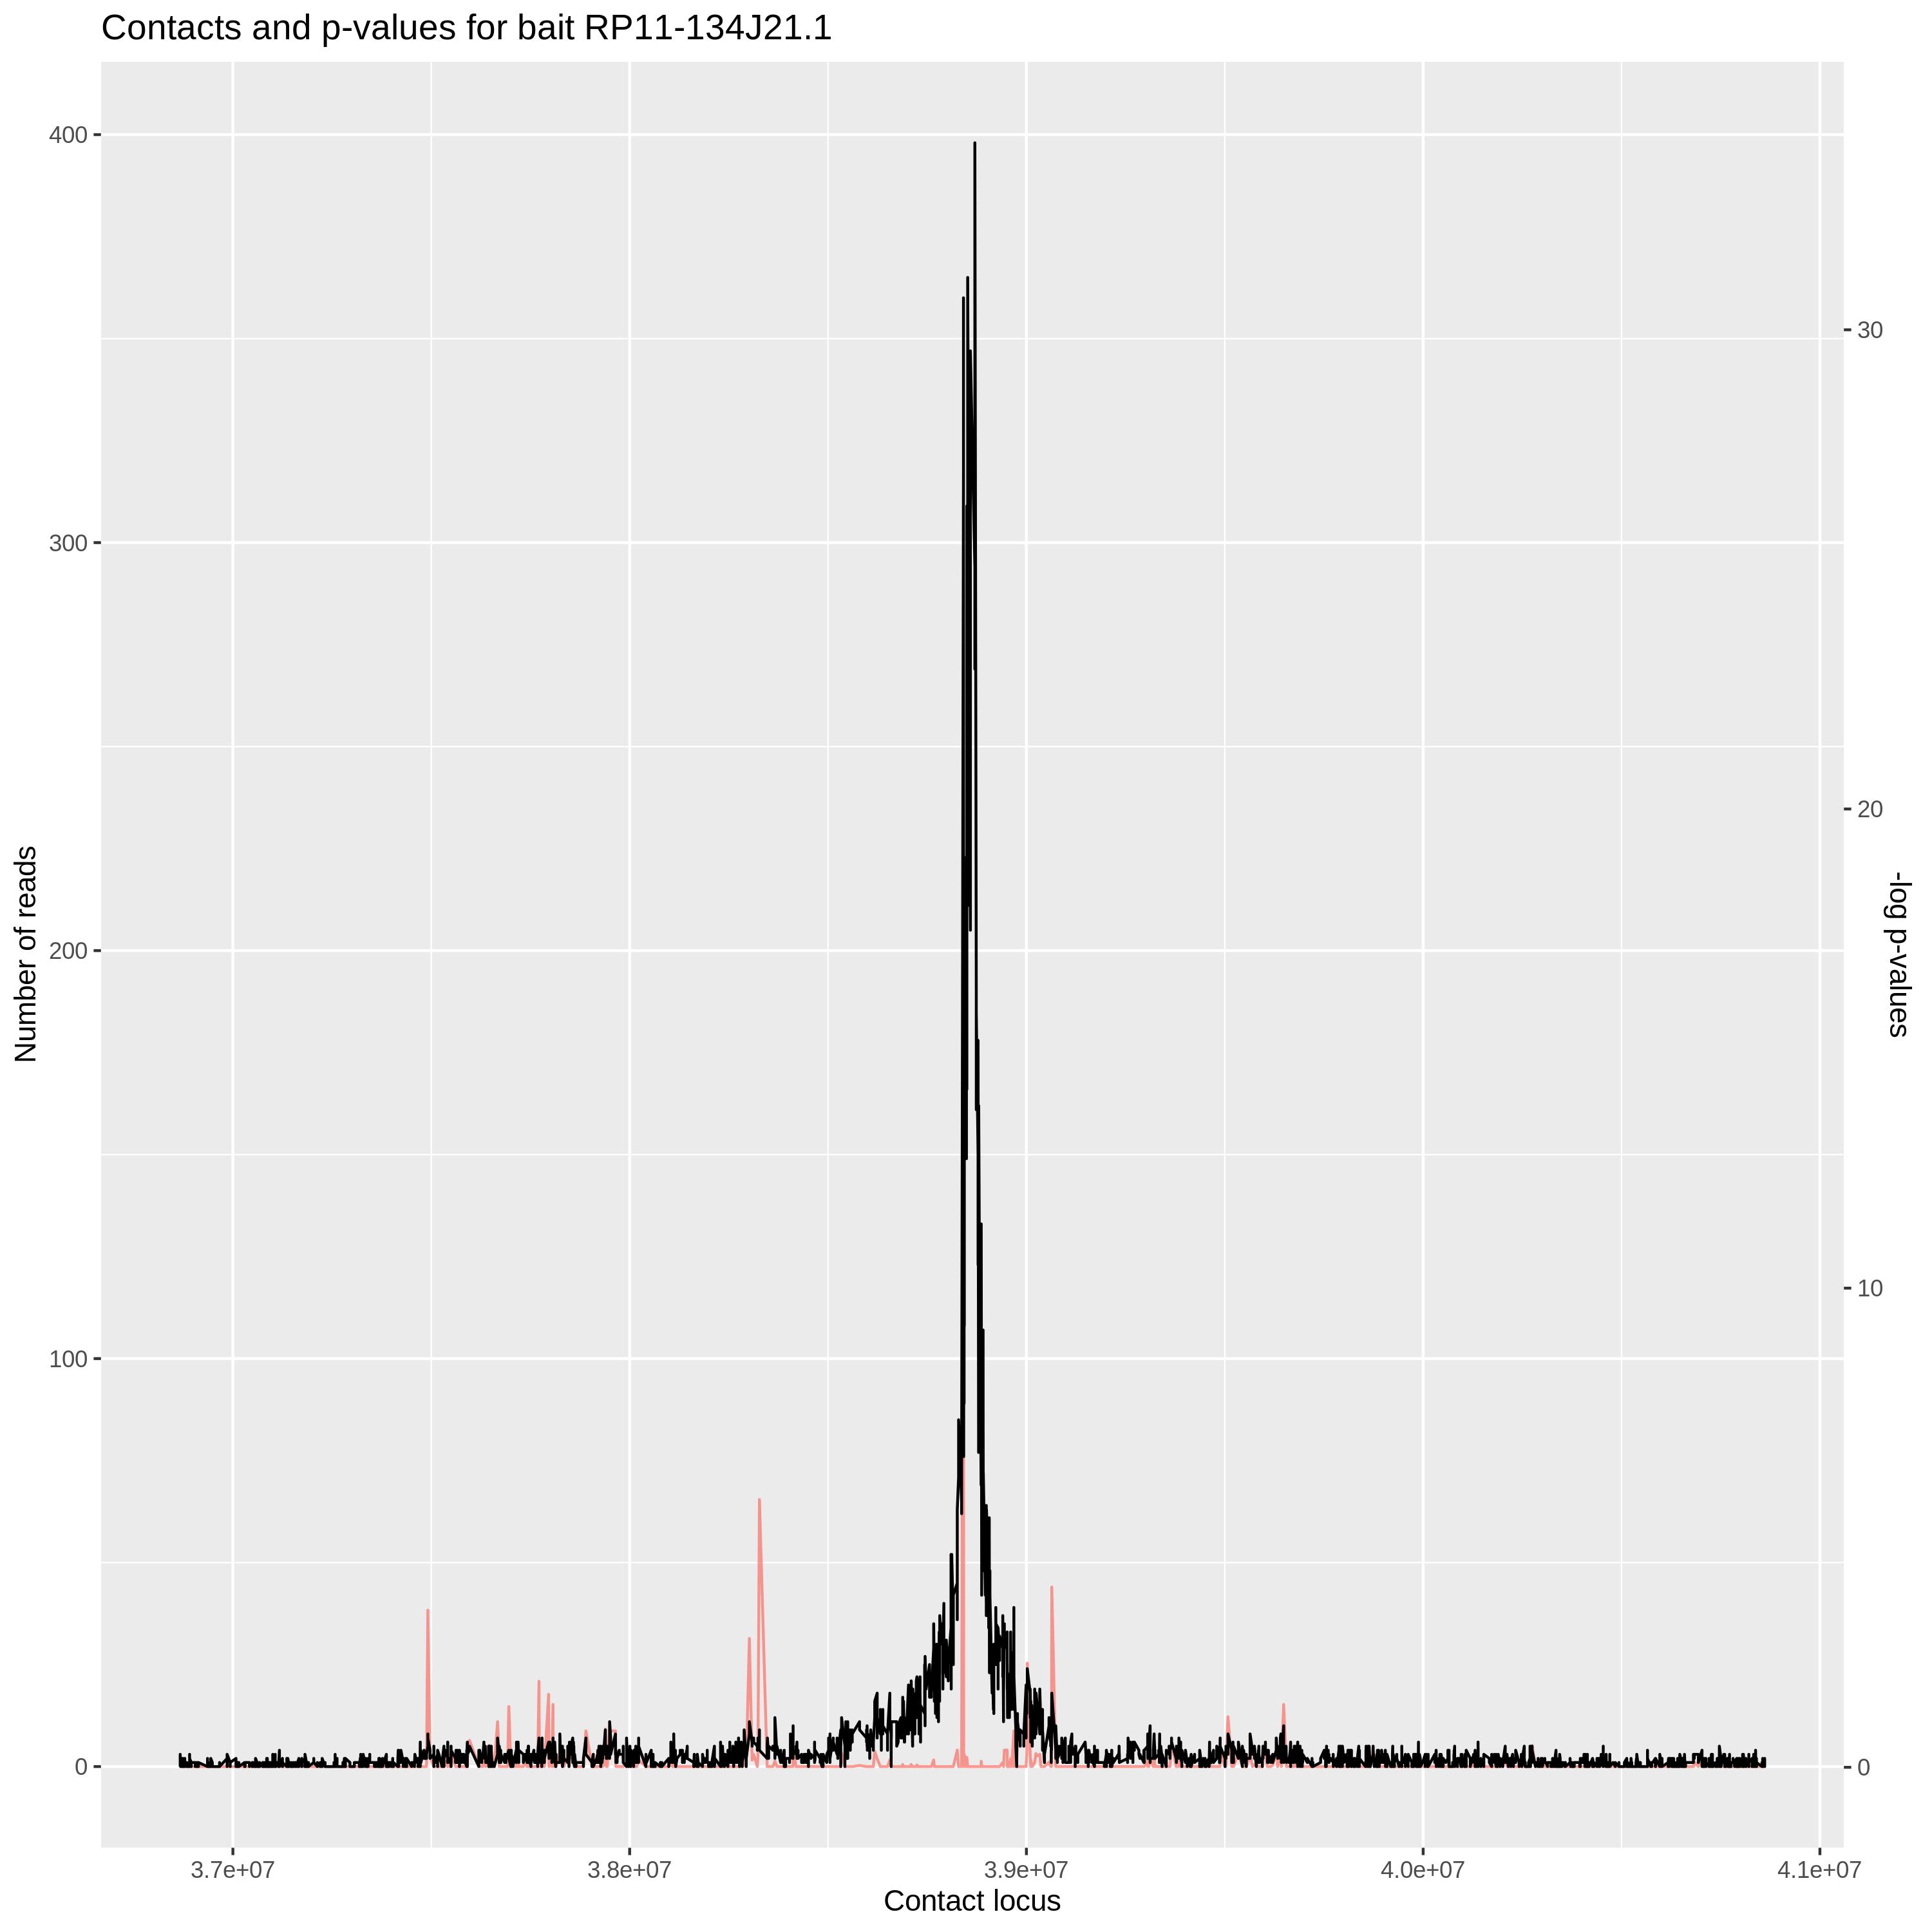 Contacts and p-values for bait RP11-134J21.1
400
300
200
100
0
30
20
10
0
Number of reads
-log p-values
3.7e+07
3.8e+07
3.9e+07
4.0e+07
4.1e+07
Contact locus